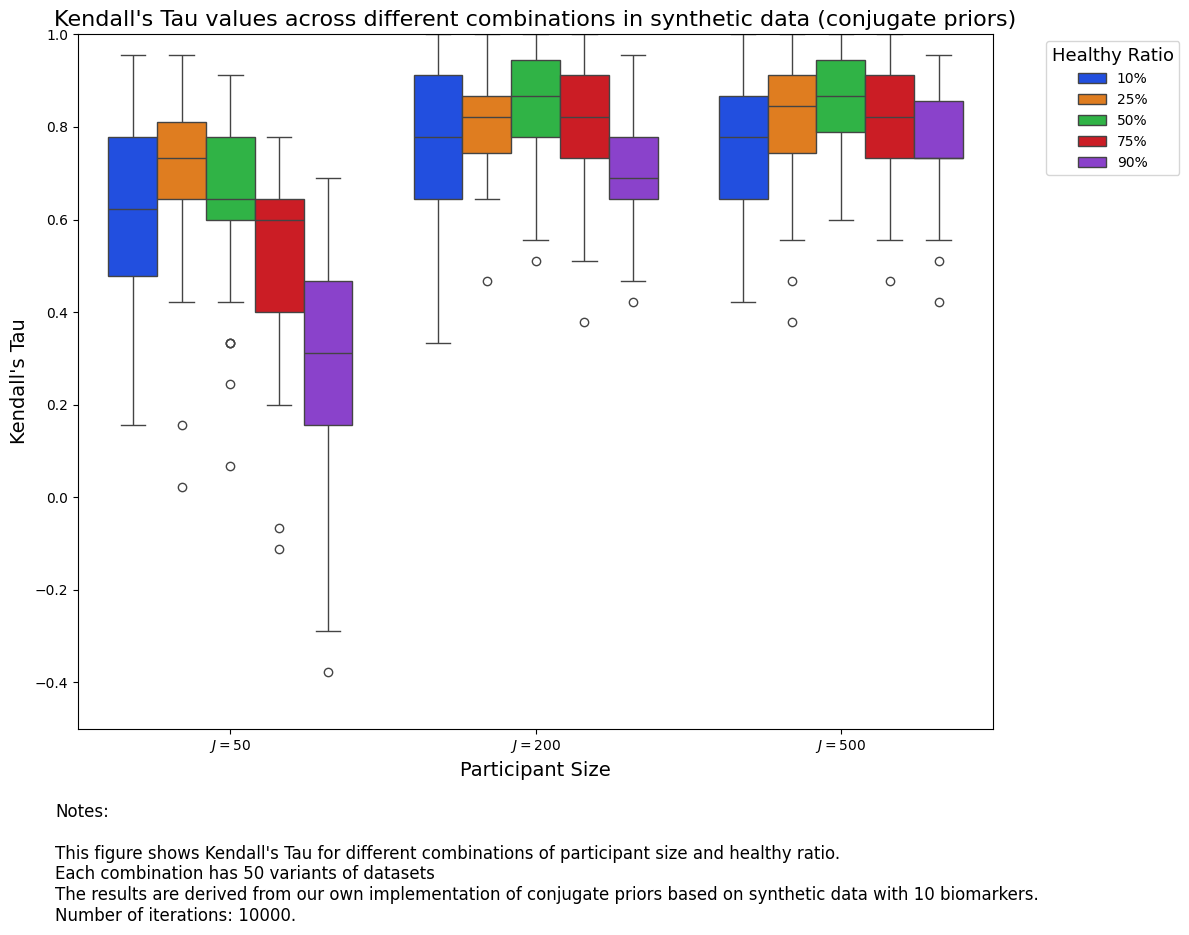 Kendall's Tau values across different combinations in synthetic data (conjugate priors)
Healthy Ratio
10%
25%
50%
75%
90%
Kendall's Tau
1.0
0.8
0.6
0.4
0.2
0.0
−0.2
−0.4
J = 50
J = 200
J = 500
Participant Size
Notes:
This figure shows Kendall's Tau for different combinations of participant size and healthy ratio.
Each combination has 50 variants of datasets
The results are derived from our own implementation of conjugate priors based on synthetic data with 10 biomarkers.
Number of iterations: 10000.